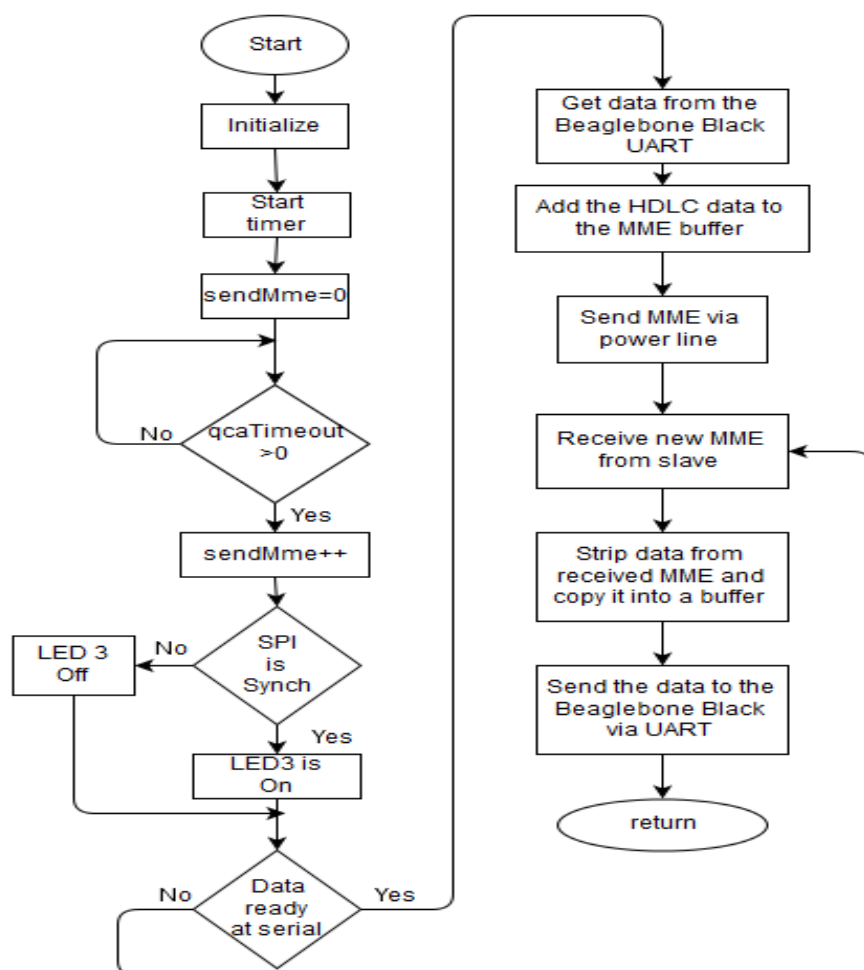 Start
Initialize
Start
timer
sendMme=0
No
qcaTimeout
>0
Yes
sendMme++
No
SPI
is
Synch
LED 3
Off
Yes
LED3 is
On
No
Data
ready
at serial
Yes
Get data from the
Beaglebone Black
UART
Add the HDLC data to
the MME buffer
Send MME via
power line
Receive new MME
from slave
Strip data from
received MME and
copy it into a buffer
Send the data to the
Beaglebone Black
via UART
return